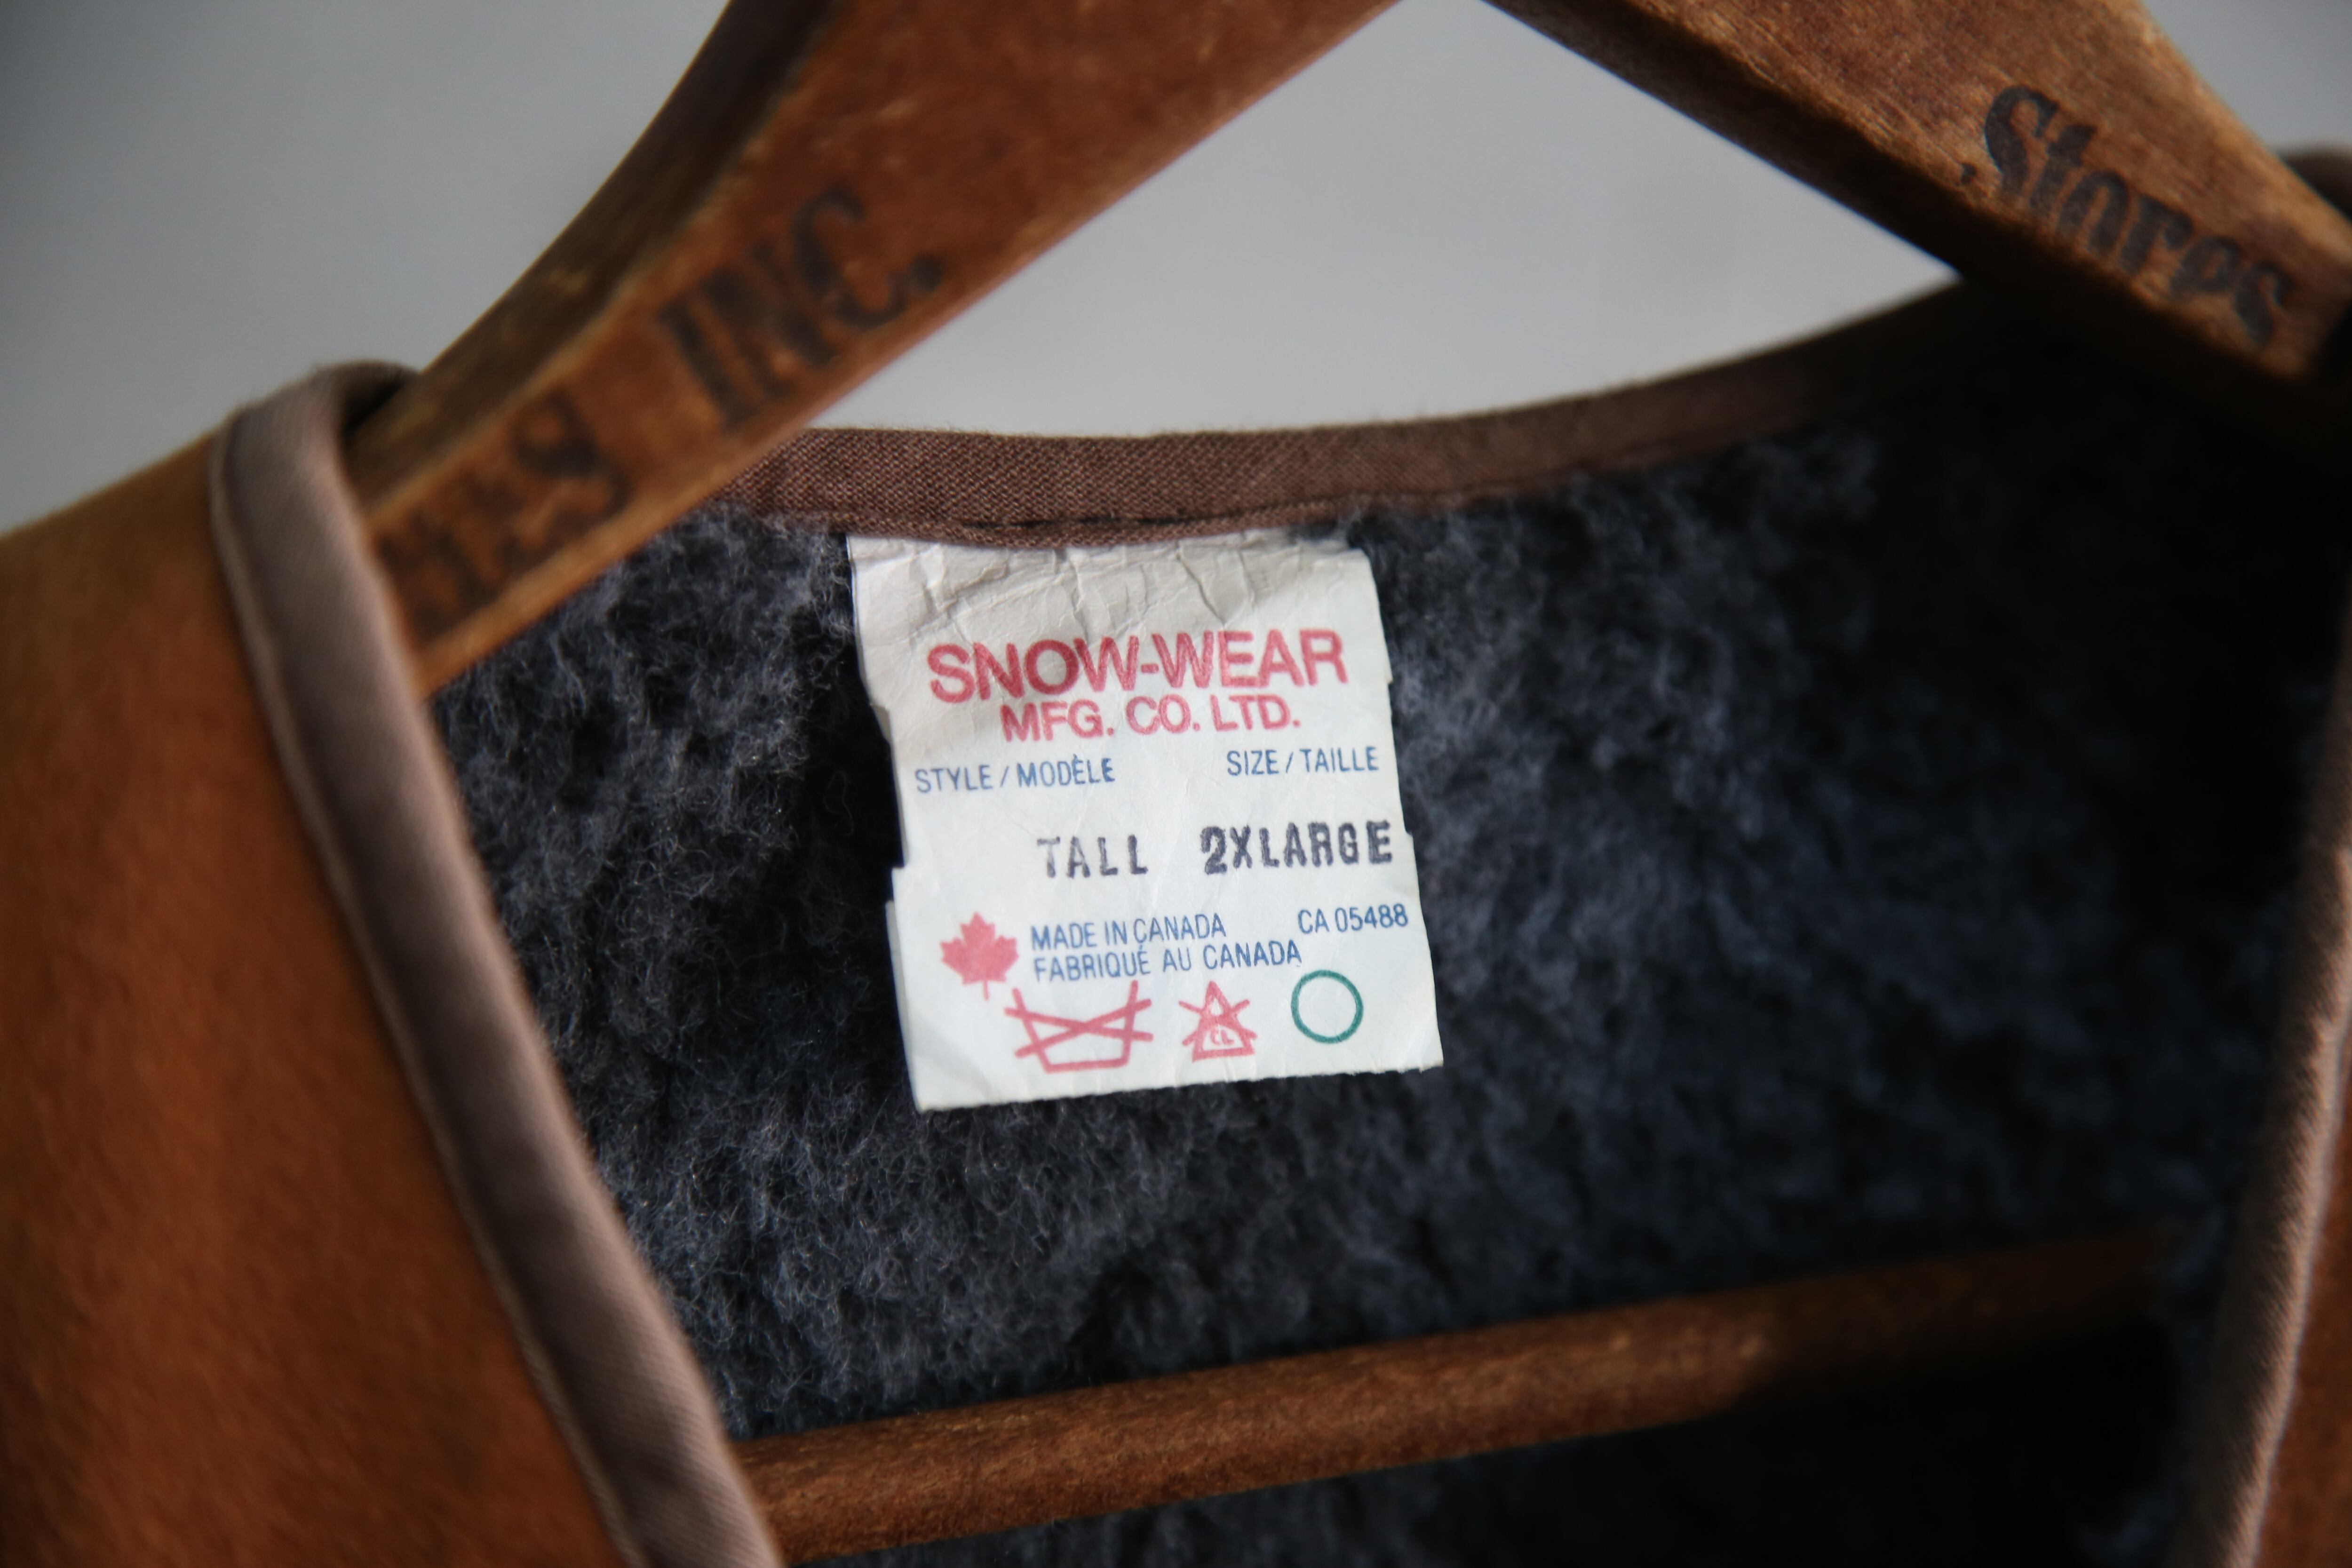 INC.
Stores
SNOW-WEAR
MFG. CO. LTD.
STYLE / MODÈLE SIZE / TAILLE
TALL 2XLARGE
MADE IN CANADA CA 05488
FABRIQUÉ AU CANADA
CL